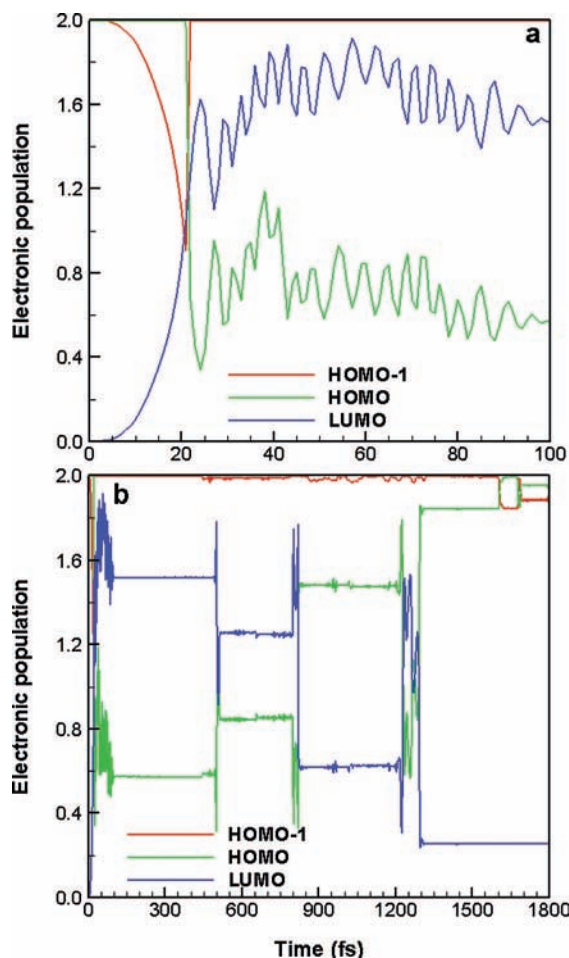 2.0
a
1.6
1.2
0.8
0.4
0.0
Electronic population
HOMO-1
HOMO
LUMO
0 20 40 60 80 100
2.0
b
1.6
1.2
0.8
0.4
0.0
Electronic population
HOMO-1
HOMO
LUMO
0 300 600 900 1200 1500 1800
Time (fs)